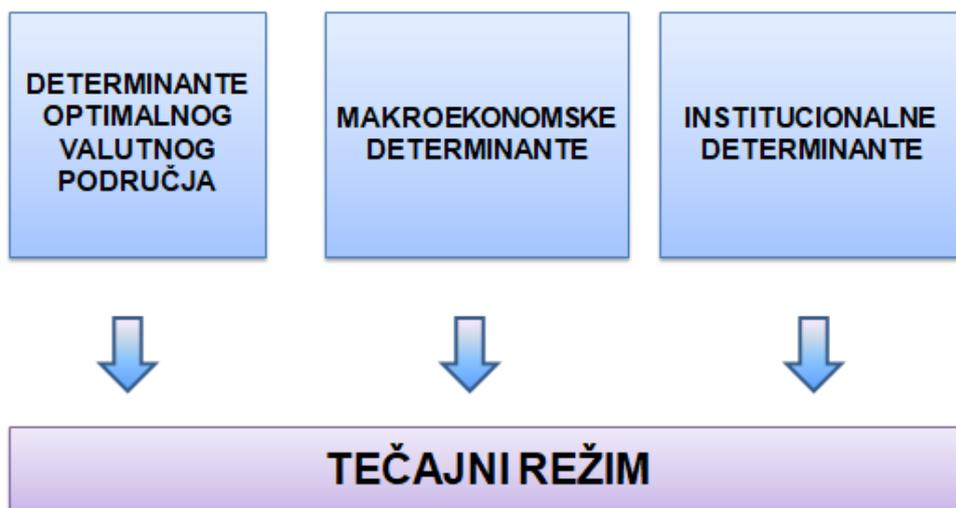 DETERMINANTE
OPTIMALNOG
VALUTNOG
PODRUČJA
MAKROEKONOMSKE
DETERMINANTE
INSTITUCIONALNE
DETERMINANTE
TEČAJNI REŽIM